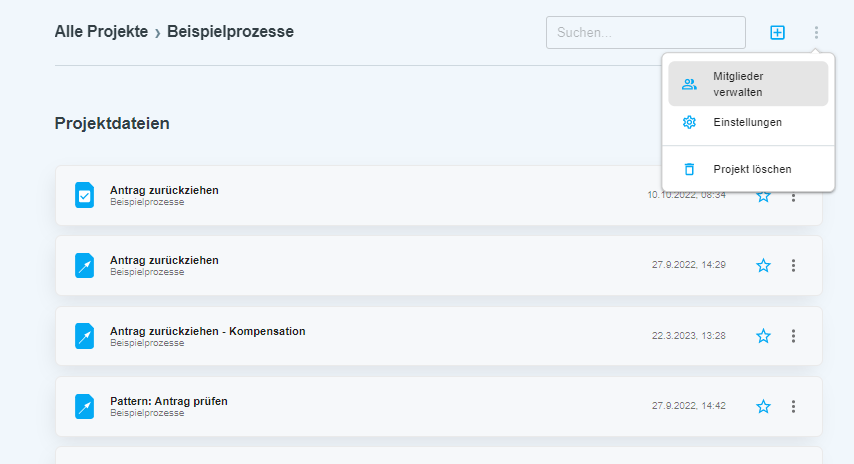 Alle Projekte › Beispielprozesse
Suchen...
Mitglieder
verwalten
Einstellungen
Projekt löschen
Projektdateien
Antrag zurückziehen
Beispielprozesse
10.10.2022, 08:34
Antrag zurückziehen
Beispielprozesse
27.9.2022, 14:29
Antrag zurückziehen - Kompensation
Beispielprozesse
22.3.2023, 13:28
Pattern: Antrag prüfen
Beispielprozesse
27.9.2022, 14:42